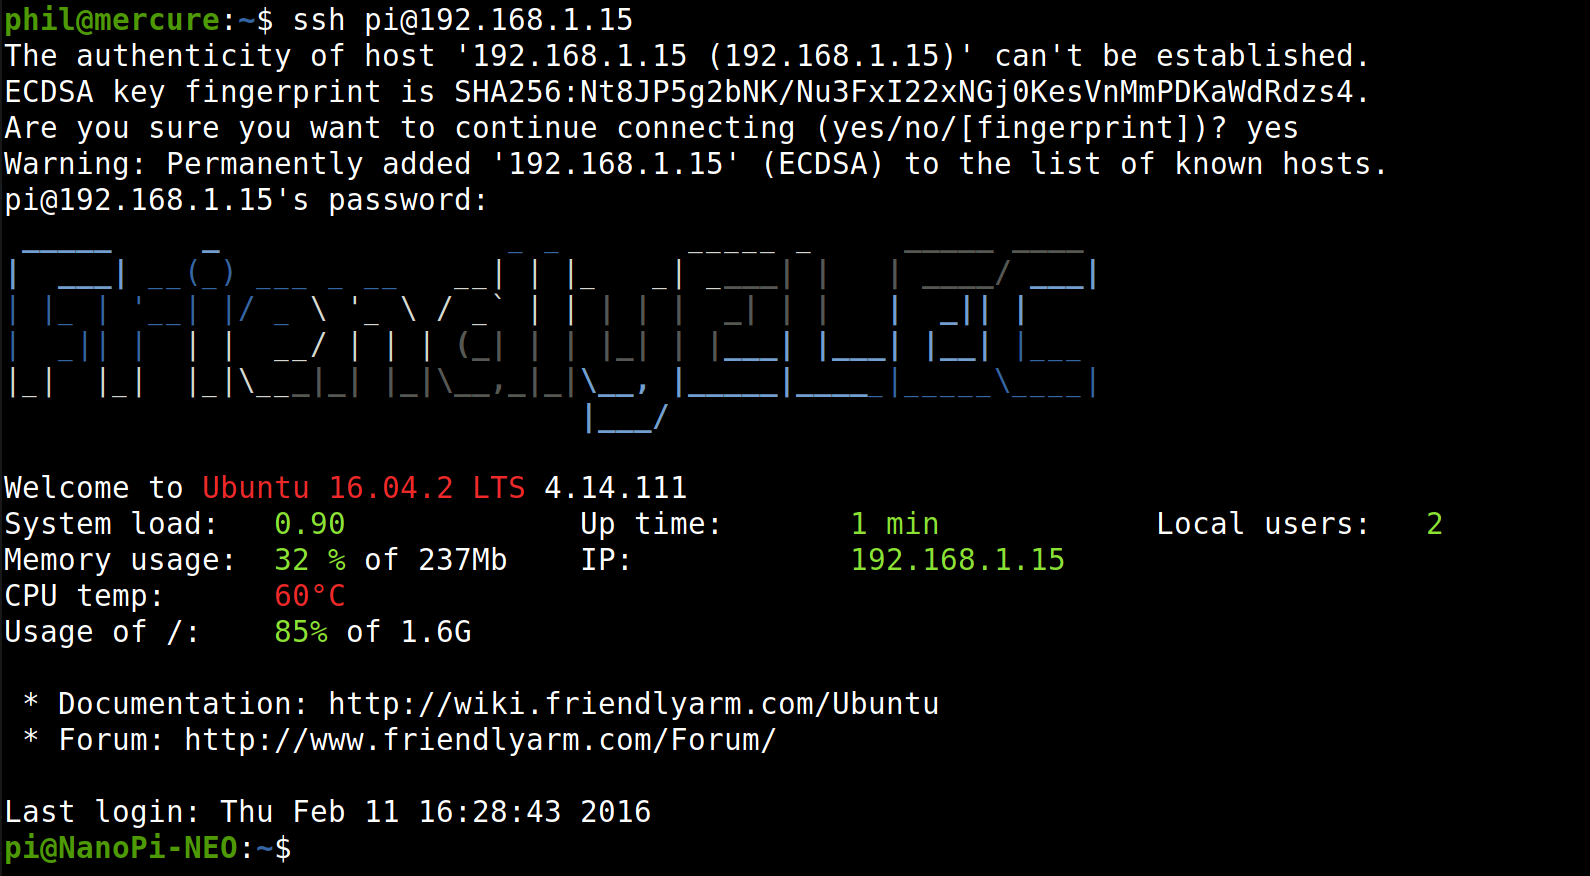 phil@mercure:~$ ssh pi@192.168.1.15
The authenticity of host '192.168.1.15 (192.168.1.15)' can't be established.
ECDSA key fingerprint is SHA256:Nt8JP5g2bNK/Nu3FxI22xNGj0KesVnMmPDKaWdRdzs4.
Are you sure you want to continue connecting (yes/no/[fingerprint])? yes
Warning: Permanently added '192.168.1.15' (ECDSA) to the list of known hosts.
pi@192.168.1.15's password:
FriendlyELEC
Welcome to Ubuntu 16.04.2 LTS 4.14.111
System load: 0.90 Up time: 1 min Local users: 2
Memory usage: 32 % of 237Mb IP: 192.168.1.15
CPU temp: 60°C
Usage of /: 85% of 1.6G
* Documentation: http://wiki.friendlyarm.com/Ubuntu
* Forum: http://www.friendlyarm.com/Forum/
Last login: Thu Feb 11 16:28:43 2016
pi@NanoPi-NEO:~$